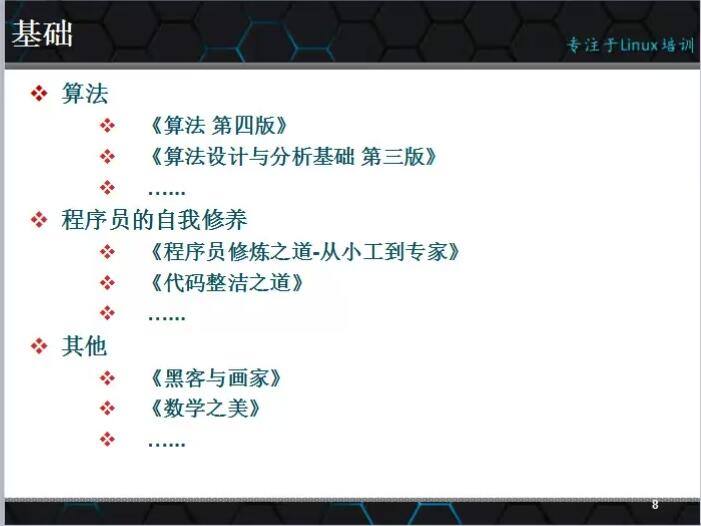 基础
专注于Linux培训
算法
《算法 第四版》
《算法设计与分析基础 第三版》
……
程序员的自我修养
《程序员修炼之道-从小工到专家》
《代码整洁之道》
……
其他
《黑客与画家》
《数学之美》
……
8